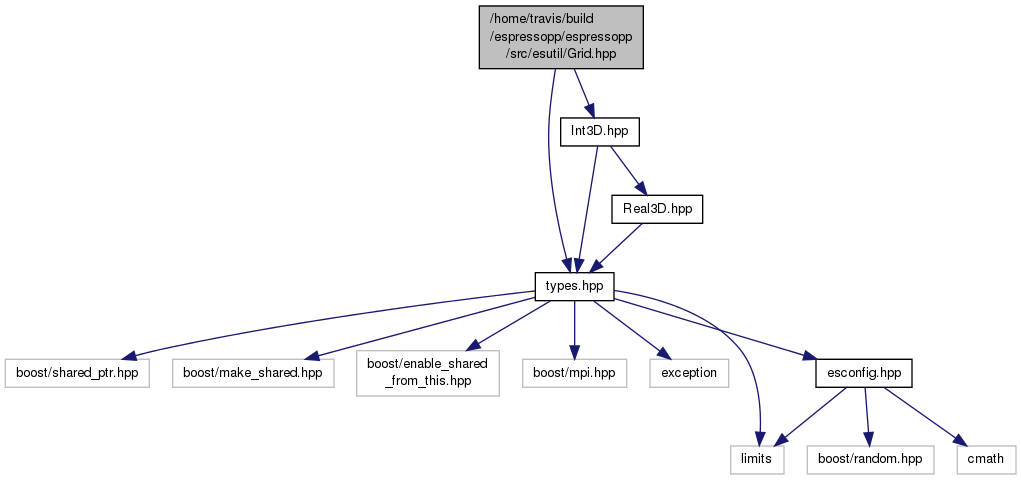 /home/travis/build
/espressopp/espressopp
/src/esutil/Grid.hpp
Int3D.hpp
Real3D.hpp
types.hpp
boost/shared_ptr.hpp
boost/make_shared.hpp
boost/enable_shared
_from_this.hpp
boost/mpi.hpp
exception
esconfig.hpp
limits
boost/random.hpp
cmath